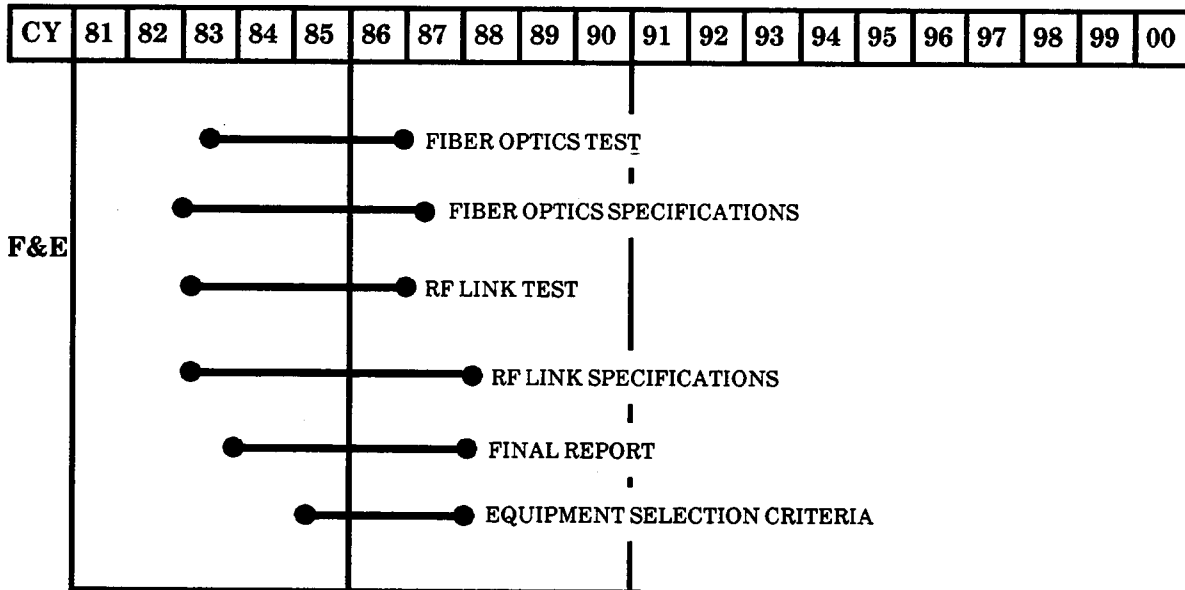 CY 81 82 83 84 85 86 87 88 89 90 91 92 93 94 95 96 97 98 99 00
FIBER OPTICS TEST
FIBER OPTICS SPECIFICATIONS
F&E
RF LINK TEST
RF LINK SPECIFICATIONS
FINAL REPORT
EQUIPMENT SELECTION CRITERIA